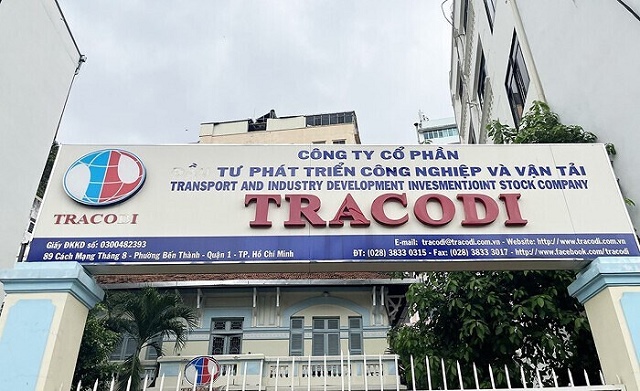 CÔNG TY CỔ PHẦN
ĐẦU TƯ PHÁT TRIỂN CÔNG NGHIỆP VÀ VẬN TẢI
TRANSPORT AND INDUSTRY DEVELOPMENT INVESMENTJOINT STOCK COMPANY
TRACODI
TRACODI
Giấy ĐKKD số: 0300482393
89 Cách Mạng Tháng 8 - Phường Bến Thành - Quận 1 - TP. Hồ Chí Minh
E-mail: tracodi@tracodi.com.vn - Website: http://www.tracodi.com.vn
ĐT: (028) 3833 0315 - Fax: (028) 3833 3017 - http://www.facebook.com/tracodi